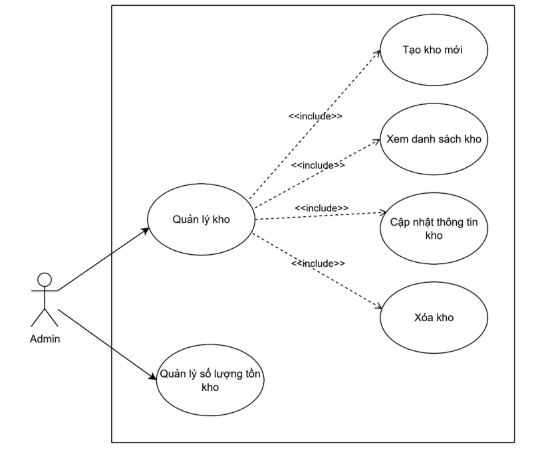 Tạo kho mới
<<include>>
Xem danh sách kho
<<include>>
<<include>>
Quản lý kho
Cập nhật thông tin
kho
<<include>>
Xóa kho
Admin
Quản lý số lượng tồn
kho